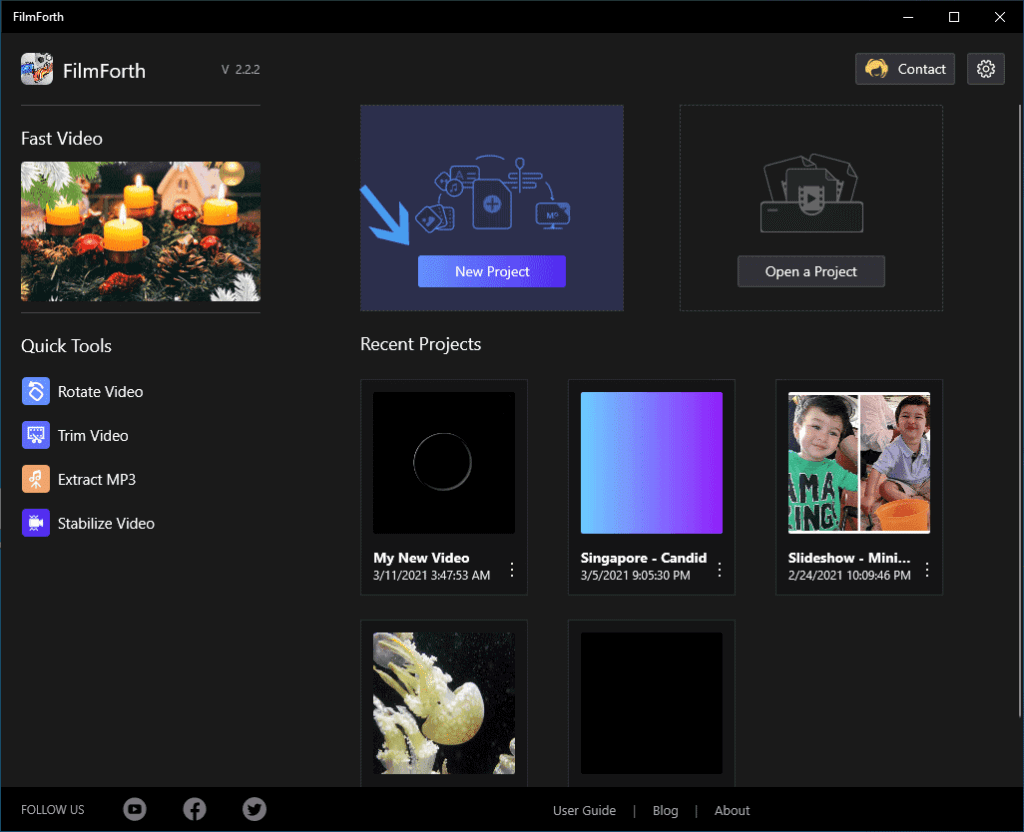 FilmForth
FilmForth
V 2.2.2
Contact
Fast Video
New Project
Open a Project
Quick Tools
Rotate Video
Trim Video
Extract MP3
Stabilize Video
Recent Projects
My New Video
3/11/2021 3:47:53 AM
Singapore - Candid
3/5/2021 9:05:30 PM
AMA
ING
Slideshow - Mini...
2/24/2021 10:09:46 PM
FOLLOW US
User Guide | Blog | About